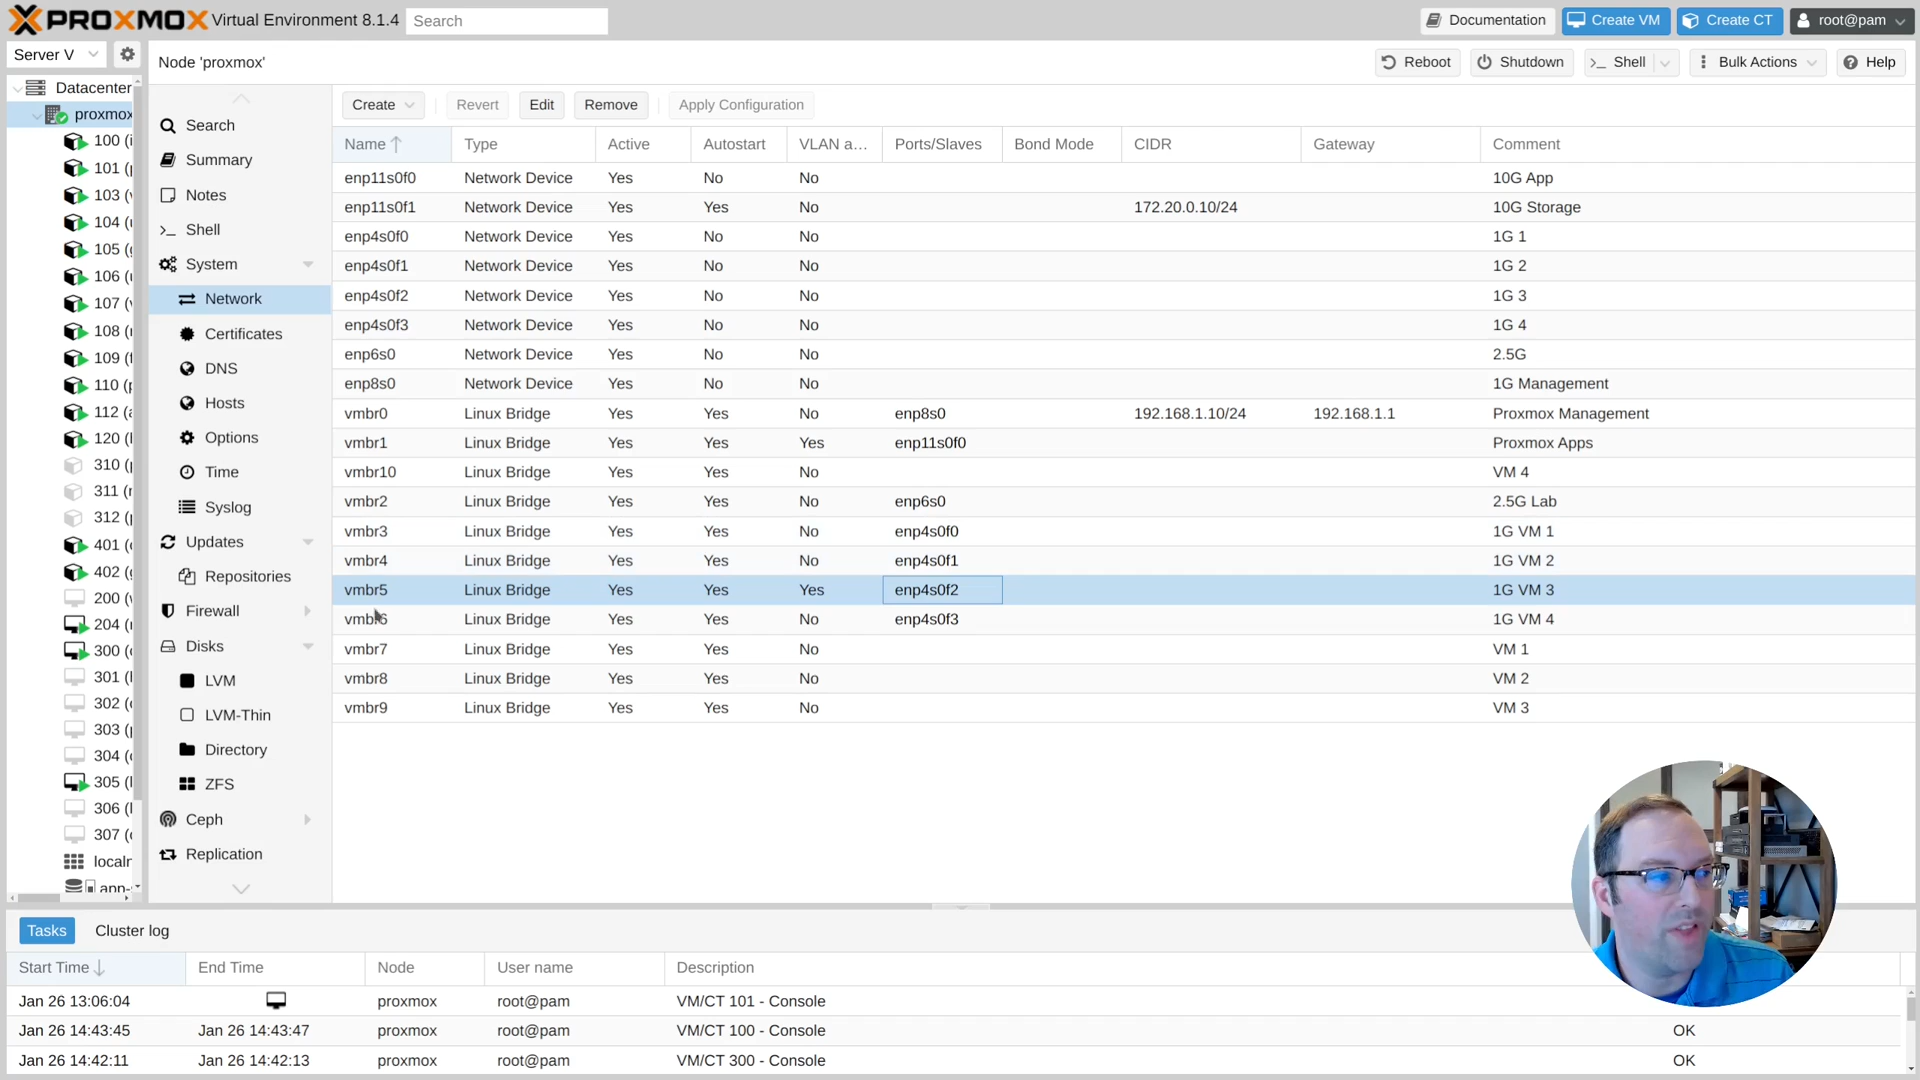 PROXMOX Virtual Environment 8.1.4 Search Documentation Create VM Create CT root@pam
Server V
Node 'proxmox' Reboot Shutdown >_ Shell Bulk Actions Help
Datacenter
proxmox
100 (i
101 (p
103 (v
104 (
105 (g
106 (
107 (v
108 (
109 (f
110 (p
112 (a
120 (
310 (p
311 (
312 (p
401 (
402 (g
200 (v
204 (
300 (
301 (
302 (
303 (p
304 (
305 (l
306 (
307 (
localn
app-
Search
Summary
Notes
>_ Shell
System
Network
Certificates
DNS
Hosts
Options
Time
Syslog
Updates
Repositories
Firewall
Disks
LVM
LVM-Thin
Directory
ZFS
Ceph
Replication
Create Revert Edit Remove Apply Configuration
Name Type Active Autostart VLAN a... Ports/Slaves Bond Mode CIDR Gateway Comment
enp11s0f0 Network Device Yes No No 10G App
enp11s0f1 Network Device Yes Yes No 172.20.0.10/24 10G Storage
enp4s0f0 Network Device Yes No No 1G 1
enp4s0f1 Network Device Yes No No 1G 2
enp4s0f2 Network Device Yes No No 1G 3
enp4s0f3 Network Device Yes No No 1G 4
enp6s0 Network Device Yes No No 2.5G
enp8s0 Network Device Yes No No 1G Management
vmbr0 Linux Bridge Yes Yes No enp8s0 192.168.1.10/24 192.168.1.1 Proxmox Management
vmbr1 Linux Bridge Yes Yes Yes enp11s0f0 Proxmox Apps
vmbr10 Linux Bridge Yes Yes No VM 4
vmbr2 Linux Bridge Yes Yes No enp6s0 2.5G Lab
vmbr3 Linux Bridge Yes Yes No enp4s0f0 1G VM 1
vmbr4 Linux Bridge Yes Yes No enp4s0f1 1G VM 2
vmbr5 Linux Bridge Yes Yes Yes enp4s0f2 1G VM 3
vmbr6 Linux Bridge Yes Yes No enp4s0f3 1G VM 4
vmbr7 Linux Bridge Yes Yes No VM 1
vmbr8 Linux Bridge Yes Yes No VM 2
vmbr9 Linux Bridge Yes Yes No VM 3
Tasks Cluster log
Start Time End Time Node User name Description
Jan 26 13:06:04 proxmox root@pam VM/CT 101 - Console
Jan 26 14:43:45 Jan 26 14:43:47 proxmox root@pam VM/CT 100 - Console OK
Jan 26 14:42:11 Jan 26 14:42:13 proxmox root@pam VM/CT 300 - Console OK